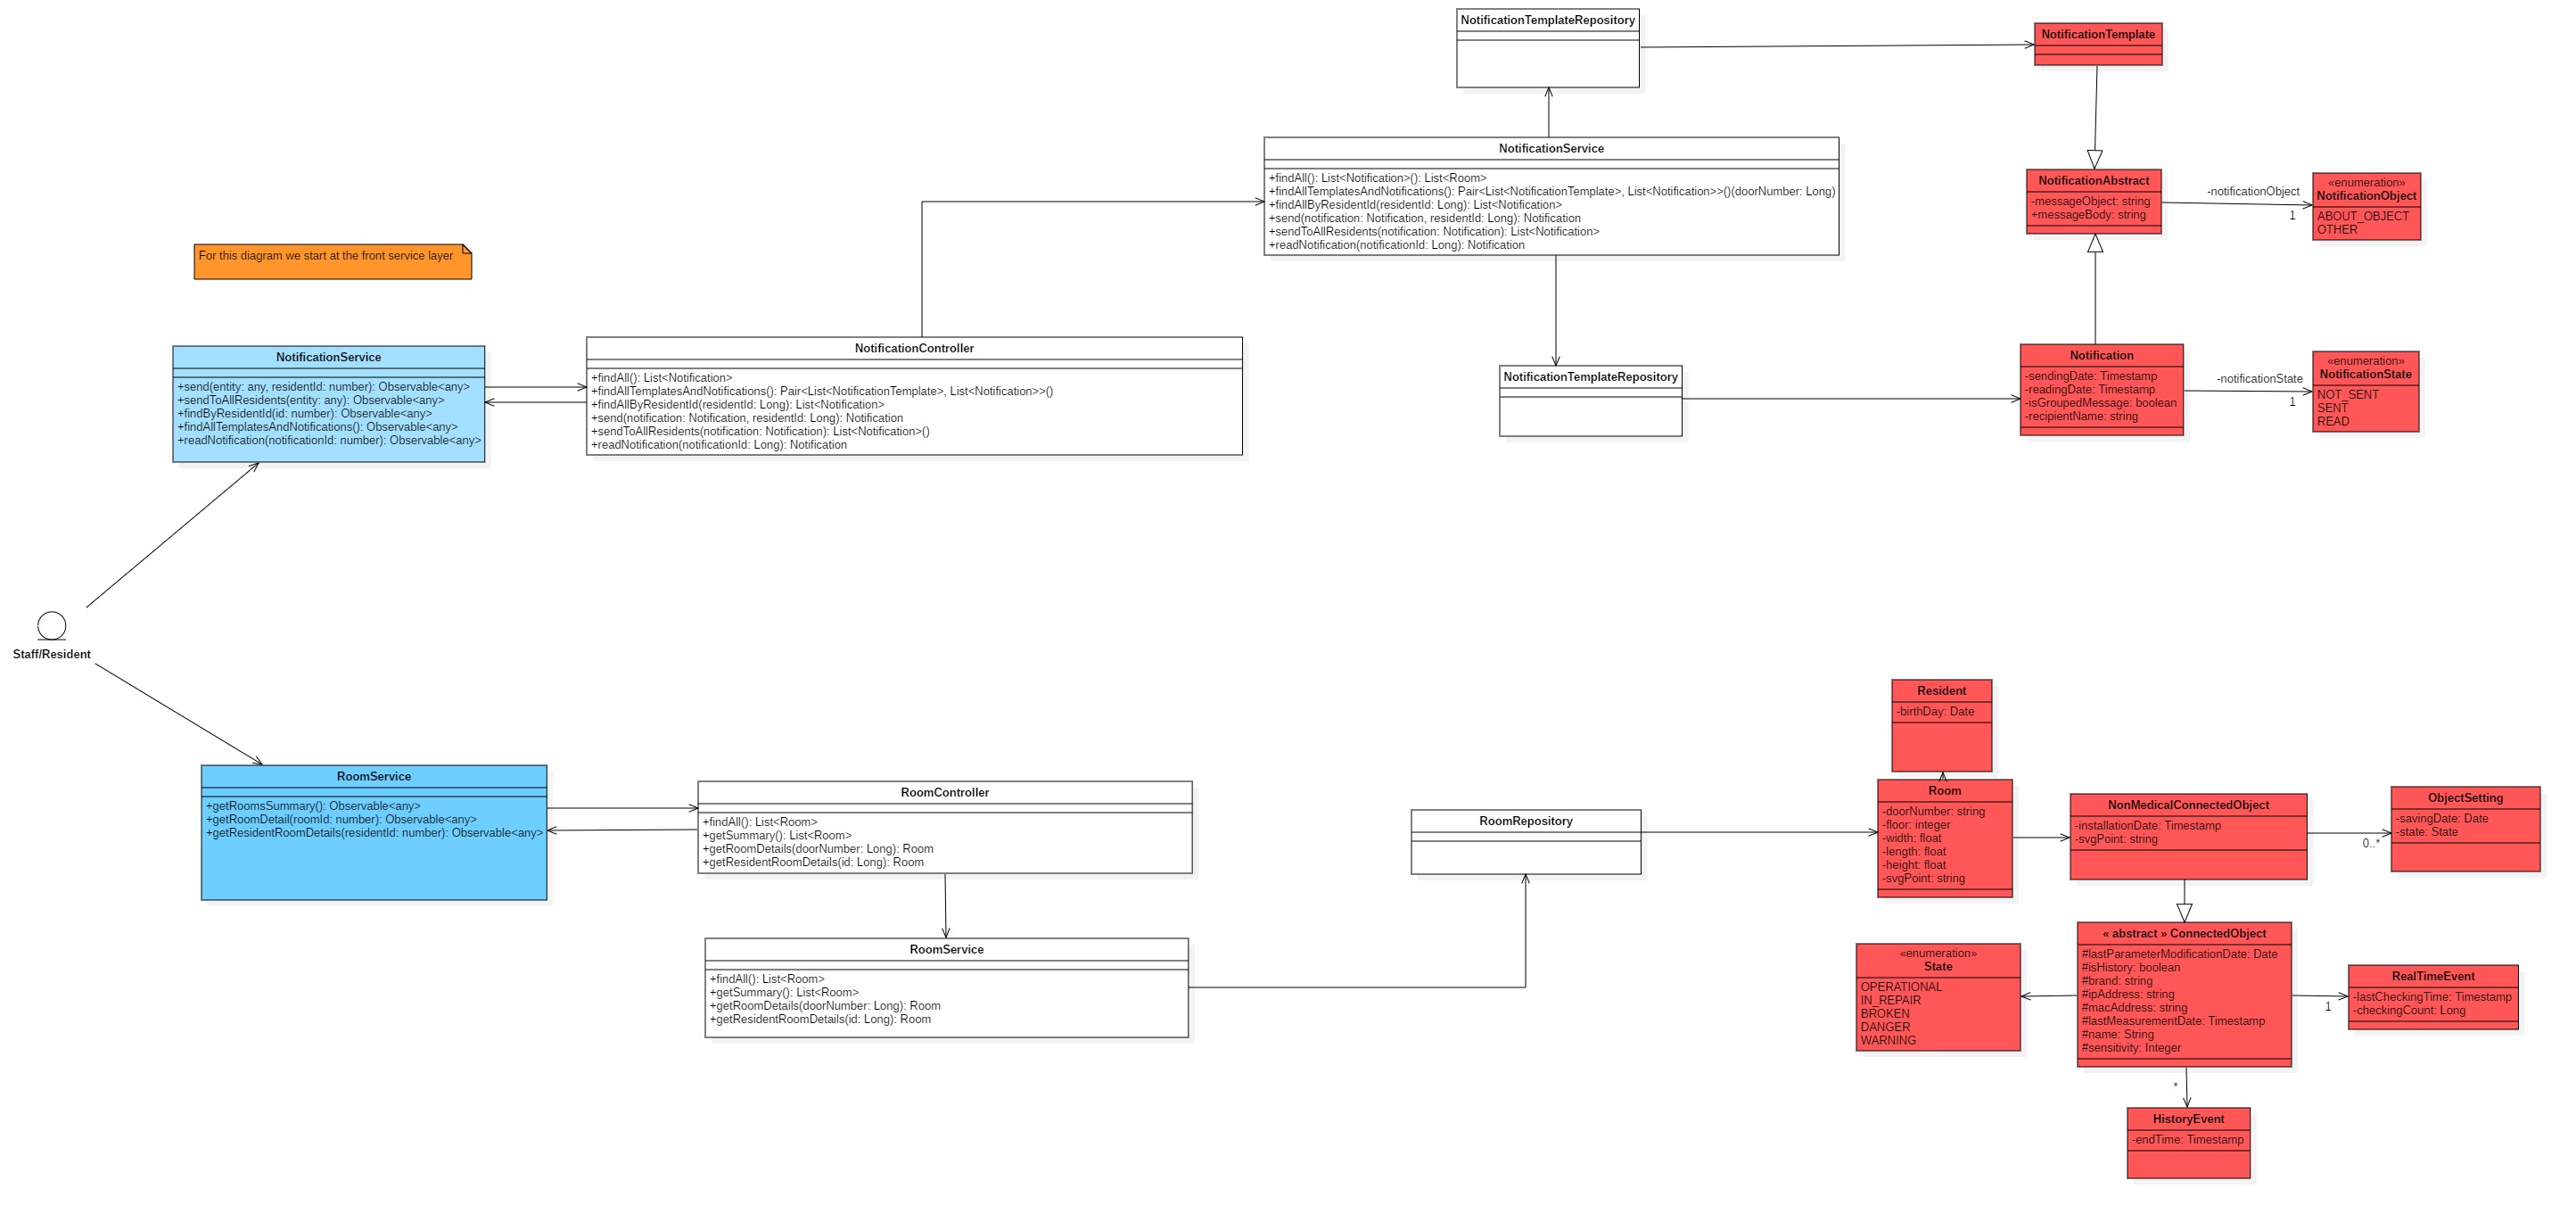 NotificationTemplateRepository
NotificationTemplate
NotificationService
+findAll(): List<Notification>(): List<Room>
+findAllTemplatesAndNotifications(): Pair<List<NotificationTemplate>, List<Notification>>()(doorNumber: Long)
+findAllByResidentId(residentId: Long): List<Notification>
+send(notification: Notification, residentId: Long): Notification
+sendToAllResidents(notification: Notification): List<Notification>
+readNotification(notificationId: Long): Notification
NotificationAbstract
-messageObject: string
+messageBody: string
-notificationObject
1
«enumeration»
NotificationObject
ABOUT_OBJECT
OTHER
For this diagram we start at the front service layer
NotificationService
+send(entity: any, residentId: number): Observable<any>
+sendToAllResidents(entity: any): Observable<any>
+findByResidentId(id: number): Observable<any>
+findAllTemplatesAndNotifications(): Observable<any>
+readNotification(notificationId: number): Observable<any>
NotificationController
+findAll(): List<Notification>
+findAllTemplatesAndNotifications(): Pair<List<NotificationTemplate>, List<Notification>>()
+findAllByResidentId(residentId: Long): List<Notification>
+send(notification: Notification, residentId: Long): Notification
+sendToAllResidents(notification: Notification): List<Notification>()
+readNotification(notificationId: Long): Notification
NotificationTemplateRepository
Notification
-sendingDate: Timestamp
-readingDate: Timestamp
-isGroupedMessage: boolean
-recipientName: string
-notificationState
1
«enumeration»
NotificationState
NOT_SENT
SENT
READ
Staff/Resident
RoomService
+getRoomsSummary(): Observable<any>
+getRoomDetail(roomId: number): Observable<any>
+getResidentRoomDetails(residentId: number): Observable<any>
RoomController
+findAll(): List<Room>
+getSummary(): List<Room>
+getRoomDetails(doorNumber: Long): Room
+getResidentRoomDetails(id: Long): Room
RoomService
+findAll(): List<Room>
+getSummary(): List<Room>
+getRoomDetails(doorNumber: Long): Room
+getResidentRoomDetails(id: Long): Room
RoomRepository
Resident
-birthDay: Date
Room
-doorNumber: string
-floor: integer
-width: float
-length: float
-height: float
-svgPoint: string
NonMedicalConnectedObject
-installationDate: Timestamp
-svgPoint: string
0..*
ObjectSetting
-savingDate: Date
-state: State
«enumeration»
State
OPERATIONAL
IN_REPAIR
BROKEN
DANGER
WARNING
« abstract » ConnectedObject
#lastParameterModificationDate: Date
#isHistory: boolean
#brand: string
#ipAddress: string
#macAddress: string
#lastMeasurementDate: Timestamp
#name: String
#sensitivity: Integer
1
RealTimeEvent
-lastCheckingTime: Timestamp
-checkingCount: Long
*
HistoryEvent
-endTime: Timestamp